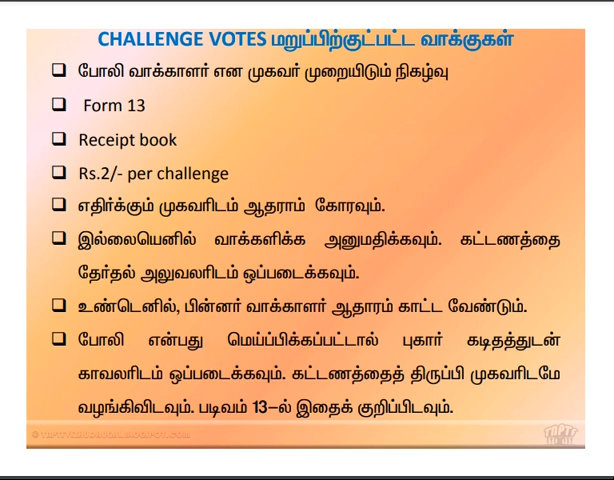 CHALLENGE VOTES மறுப்பிற்குட்பட்ட வாக்குகள்
❑ போலி வாக்காளர் என முகவர் முறையிடும் நிகழ்வு
❑ Form 13
❑ Receipt book
❑ Rs.2/- per challenge
❑ எதிர்க்கும் முகவரிடம் ஆதராம் கோரவும்.
❑ இல்லையெனில் வாக்களிக்க அனுமதிக்கவும். கட்டணத்தை
தேர்தல் அலுவலரிடம் ஒப்படைக்கவும்.
❑ உண்டெனில், பின்னர் வாக்காளர் ஆதாரம் காட்ட வேண்டும்.
❑ போலி என்பது மெய்ப்பிக்கப்பட்டால் புகார் கடிதத்துடன்
காவலரிடம் ஒப்படைக்கவும். கட்டணத்தைத் திருப்பி முகவரிடமே
வழங்கிவிடவும். படிவம் 13–ல் இதைக் குறிப்பிடவும்.